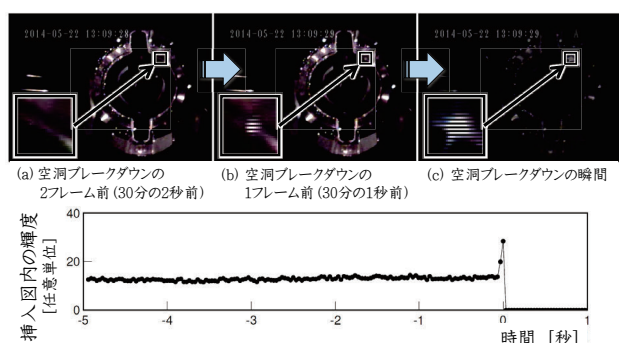 2014-05-22 13:09:28
2014-05-22 13:09:29
2014-05-22 13:09:29
(a) 空洞ブレークダウンの
2フレーム前(30分の2秒前)
(b) 空洞ブレークダウンの
1フレーム前(30分の1秒前)
(c) 空洞ブレークダウンの瞬間
挿入図内の輝度
[任意単位]
40
20
0
-5 -4 -3 -2 -1 0 1
時間 [秒]